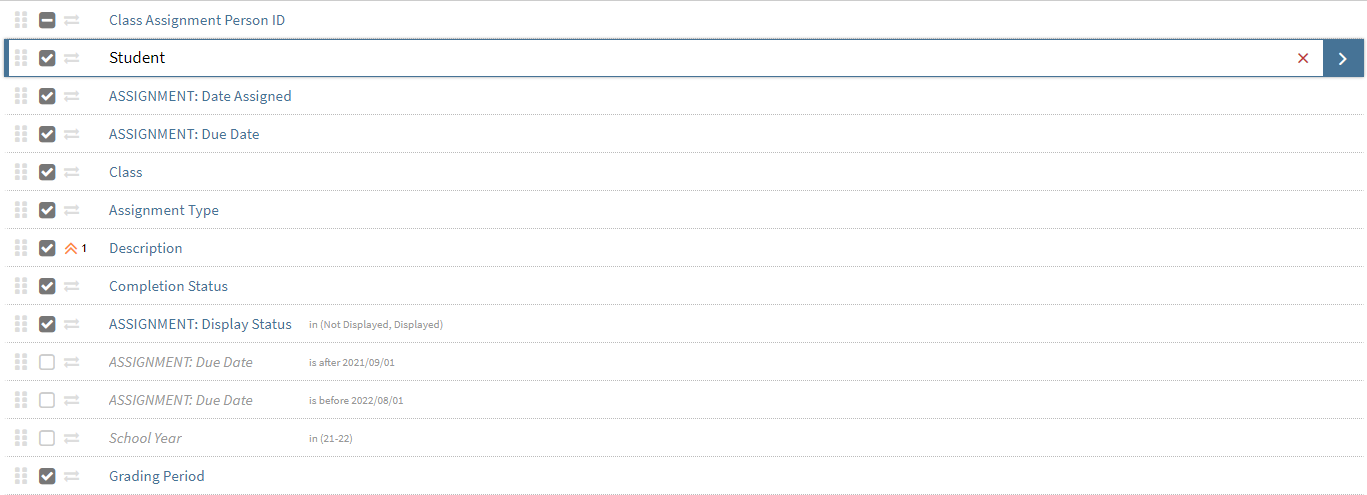 Class Assignment Person ID
Student
ASSIGNMENT: Date Assigned
ASSIGNMENT: Due Date
Class
Assignment Type
1 Description
Completion Status
ASSIGNMENT: Display Status in (Not Displayed, Displayed)
ASSIGNMENT: Due Date is after 2021/09/01
ASSIGNMENT: Due Date is before 2022/08/01
School Year in (21-22)
Grading Period